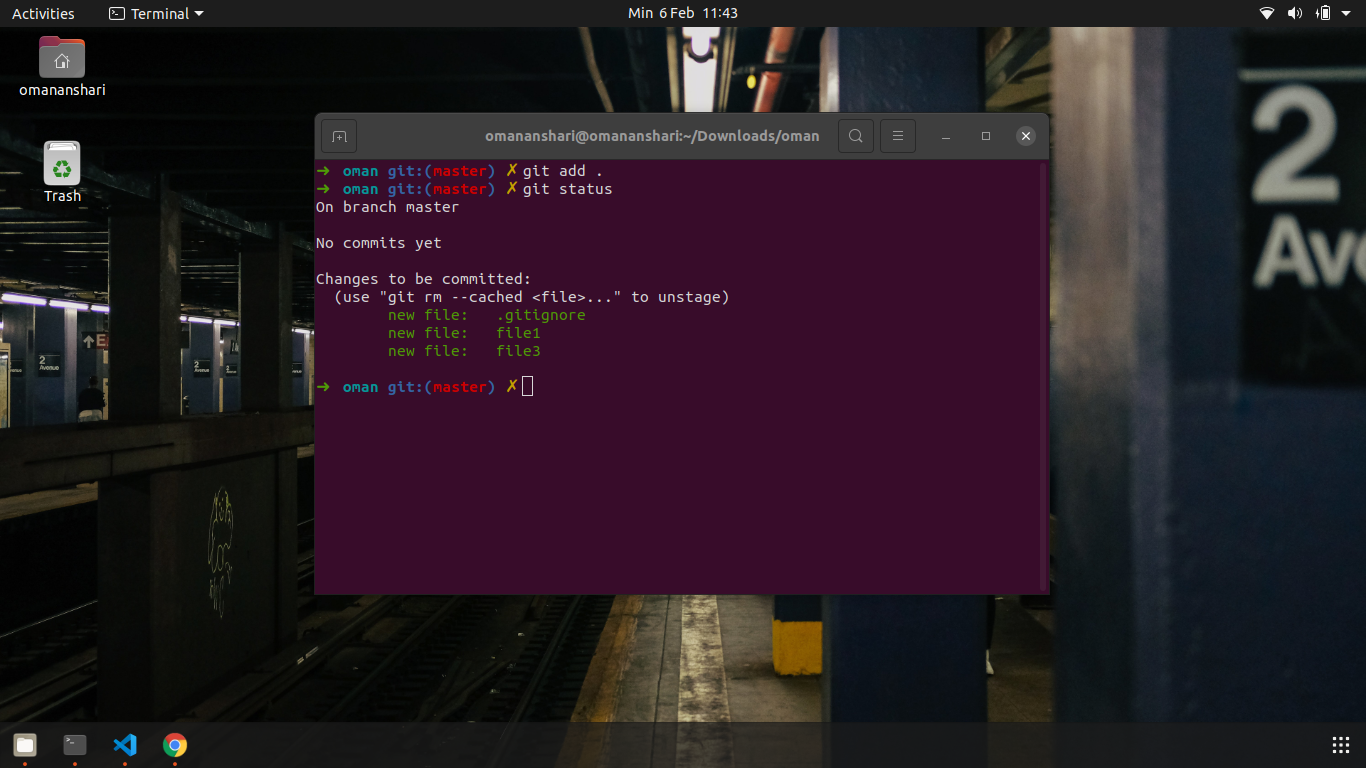 Activities
Terminal
Min 6 Feb 11:43
omananshari
Trash
omananshari@omananshari:~/Downloads/oman
➜ oman git:(master) ✗ git add .
➜ oman git:(master) ✗ git status
On branch master
No commits yet
Changes to be committed:
(use "git rm --cached <file>..." to unstage)
new file: .gitignore
new file: file1
new file: file3
➜ oman git:(master) ✗
2
Ave
2
Avenue
2
Avenue